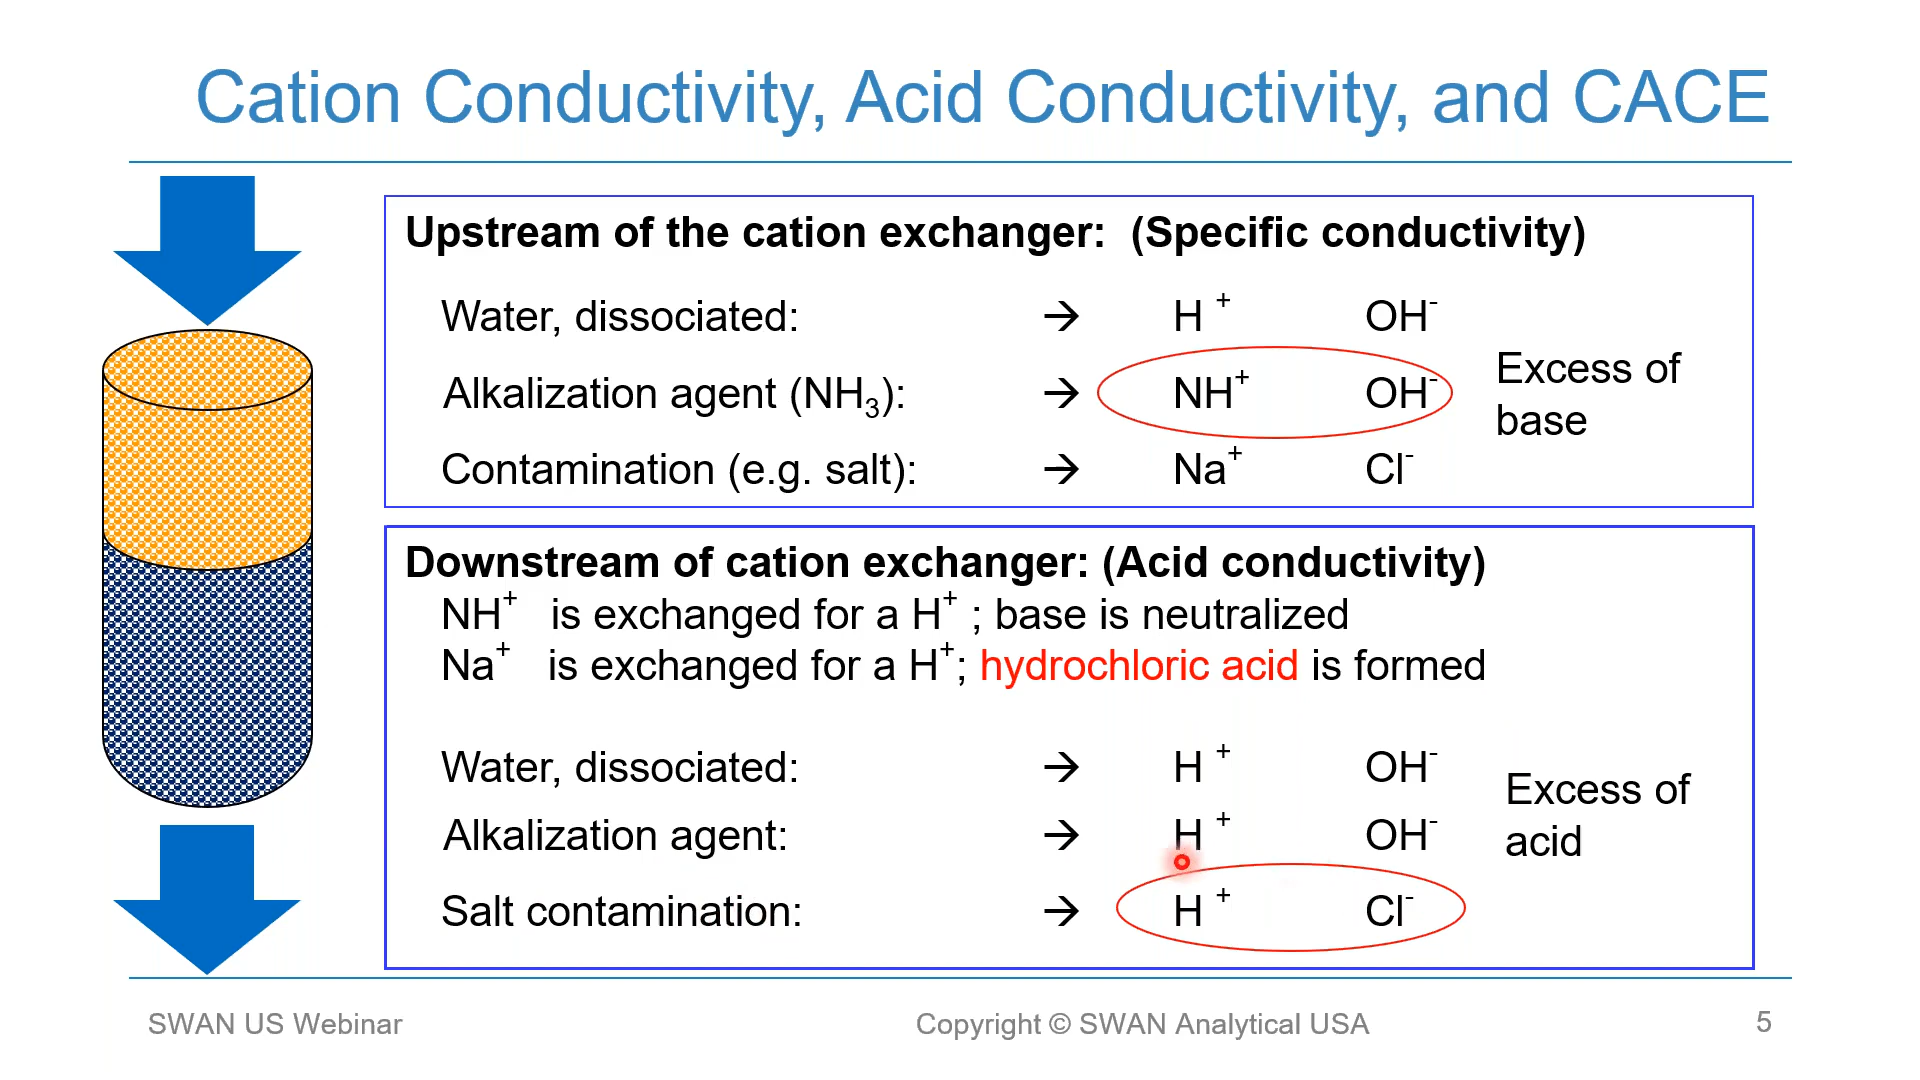 Cation Conductivity, Acid Conductivity, and CACE
Upstream of the cation exchanger: (Specific conductivity)
Water, dissociated: → H + OH-
Alkalization agent (NH3): → NH+ OH-
Excess of
base
Contamination (e.g. salt): → Na+ Cl-
Downstream of cation exchanger: (Acid conductivity)
NH+ is exchanged for a H+ ; base is neutralized
Na+ is exchanged for a H+; hydrochloric acid is formed
Water, dissociated: → H + OH-
Excess of
acid
Alkalization agent: → H + OH-
Salt contamination: → H + Cl-
SWAN US Webinar
Copyright © SWAN Analytical USA
5